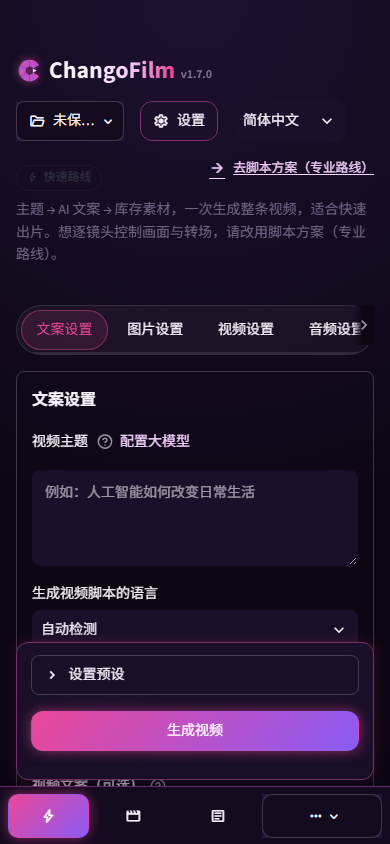 ChangoFilm v1.7.0
未保... 设置 简体中文
快速路线 → 去脚本方案（专业路线）
主题 → AI 文案 → 库存素材，一次生成整条视频，适合快速
出片。想逐镜头控制画面与转场，请改用脚本方案（专业
路线）。
文案设置 图片设置 视频设置 音频设置
文案设置
视频主题 ? 配置大模型
例如：人工智能如何改变日常生活
生成视频脚本的语言
自动检测
设置预设
生成视频
视频文案（可选）